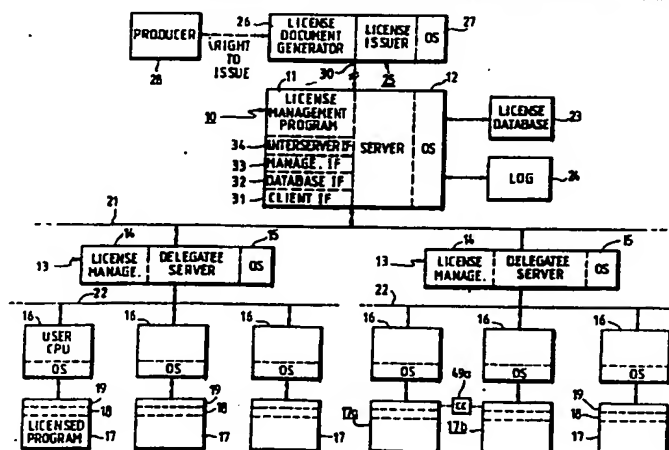 26 LICENSE DOCUMENT GENERATOR LICENSE ISSUER OS 27
PRODUCER
28
RIGHT TO ISSUE
30 25
11 12
10
LICENSE MANAGEMENT PROGRAM
34 INTERSERVER IF
33 MANAGE. IF
32 DATABASE IF
31 CLIENT IF
SERVER OS
LICENSE DATABASE 23
LOG 24
21
14 15 14 15
13 LICENSE MANAGE. DELEGATEE SERVER OS
13 LICENSE MANAGE. DELEGATEE SERVER OS
22 22
16 16 16 16 16
USER CPU
OS OS OS OS OS OS
19 19 49a 19
18 18 CC 17a 18
LICENSED PROGRAM 17 17 17 17b 17